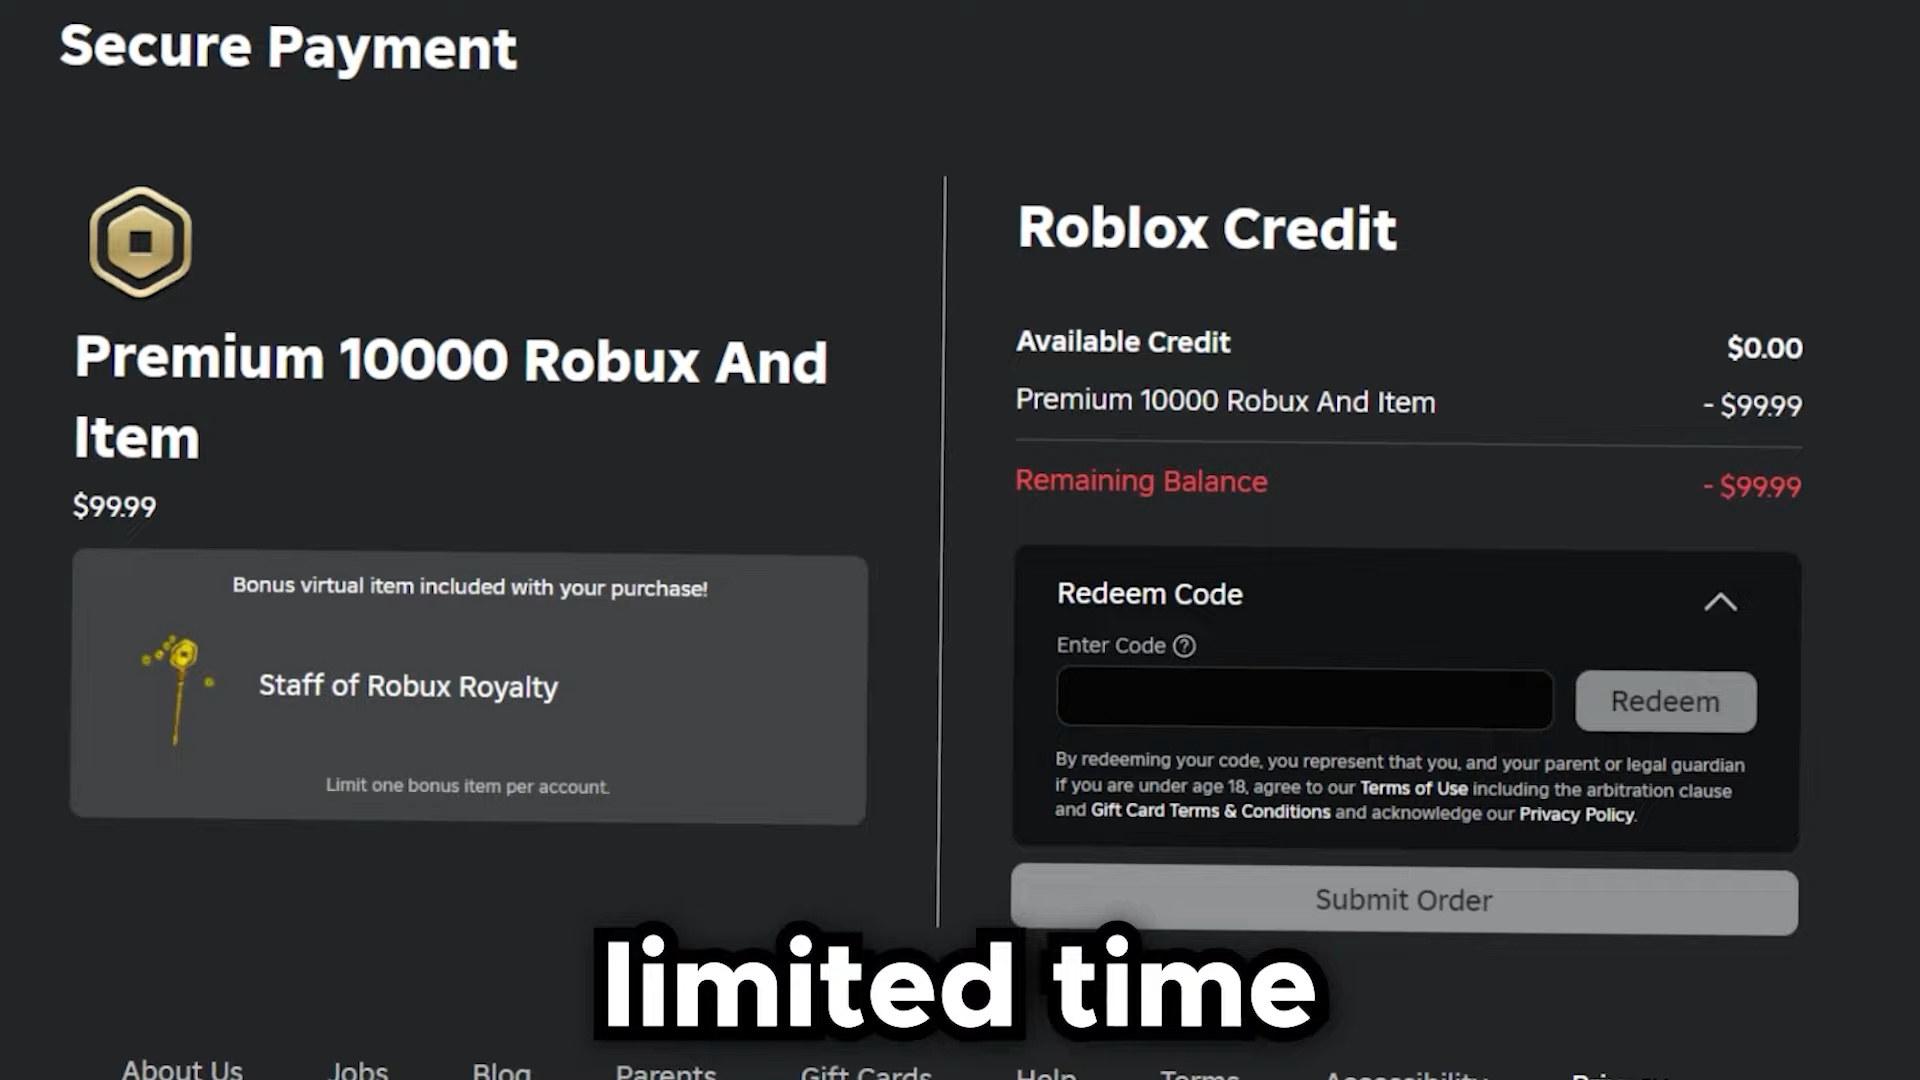 Secure Payment
Premium 10000 Robux And
Item
$99.99
Bonus virtual item included with your purchase!
Staff of Robux Royalty
Limit one bonus item per account.
Roblox Credit
Available Credit $0.00
Premium 10000 Robux And Item - $99.99
Remaining Balance - $99.99
Redeem Code
Enter Code
Redeem
By redeeming your code, you represent that you, and your parent or legal guardian
if you are under age 18, agree to our Terms of Use including the arbitration clause
and Gift Card Terms & Conditions and acknowledge our Privacy Policy.
Submit Order
limited time
About Us Jobs Blog Parents Gift Cards Help Terms Accessibility